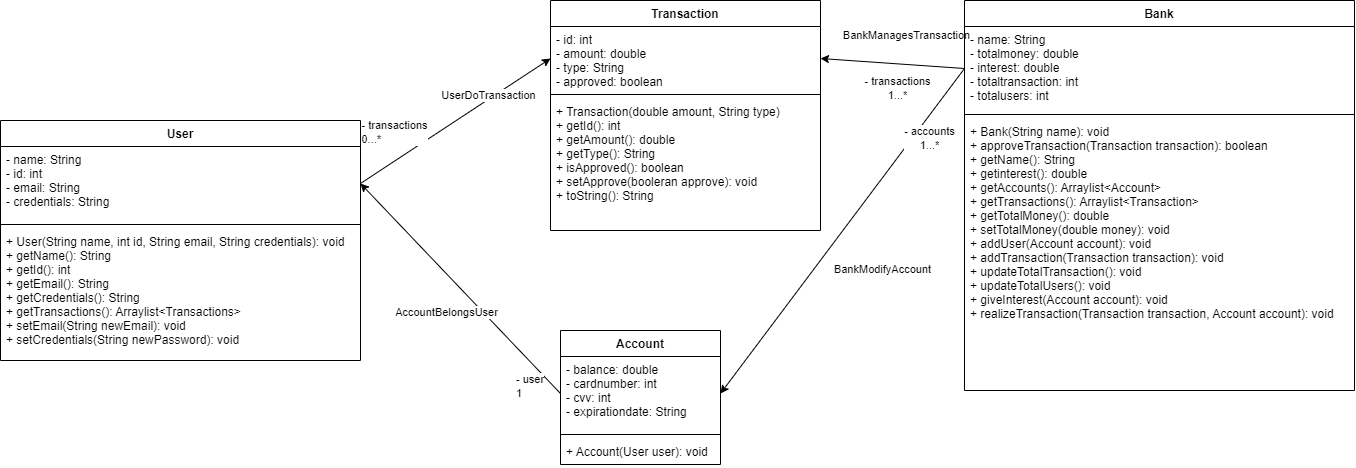 Transaction
- id: int
- amount: double
- type: String
- approved: boolean
+ Transaction(double amount, String type)
+ getId(): int
+ getAmount(): double
+ getType(): String
+ isApproved(): boolean
+ setApprove(booleran approve): void
+ toString(): String
Bank
- name: String
- totalmoney: double
- interest: double
- totaltransaction: int
- totalusers: int
+ Bank(String name): void
+ approveTransaction(Transaction transaction): boolean
+ getName(): String
+ getinterest(): double
+ getAccounts(): Arraylist<Account>
+ getTransactions(): Arraylist<Transaction>
+ getTotalMoney(): double
+ setTotalMoney(double money): void
+ addUser(Account account): void
+ addTransaction(Transaction transaction): void
+ updateTotalTransaction(): void
+ updateTotalUsers(): void
+ giveInterest(Account account): void
+ realizeTransaction(Transaction transaction, Account account): void
BankManagesTransaction
- transactions
1...*
- accounts
1...*
BankModifyAccount
UserDoTransaction
- transactions
0...*
User
- name: String
- id: int
- email: String
- credentials: String
+ User(String name, int id, String email, String credentials): void
+ getName(): String
+ getId(): int
+ getEmail(): String
+ getCredentials(): String
+ getTransactions(): Arraylist<Transactions>
+ setEmail(String newEmail): void
+ setCredentials(String newPassword): void
AccountBelongsUser
- user
1
Account
- balance: double
- cardnumber: int
- cvv: int
- expirationdate: String
+ Account(User user): void